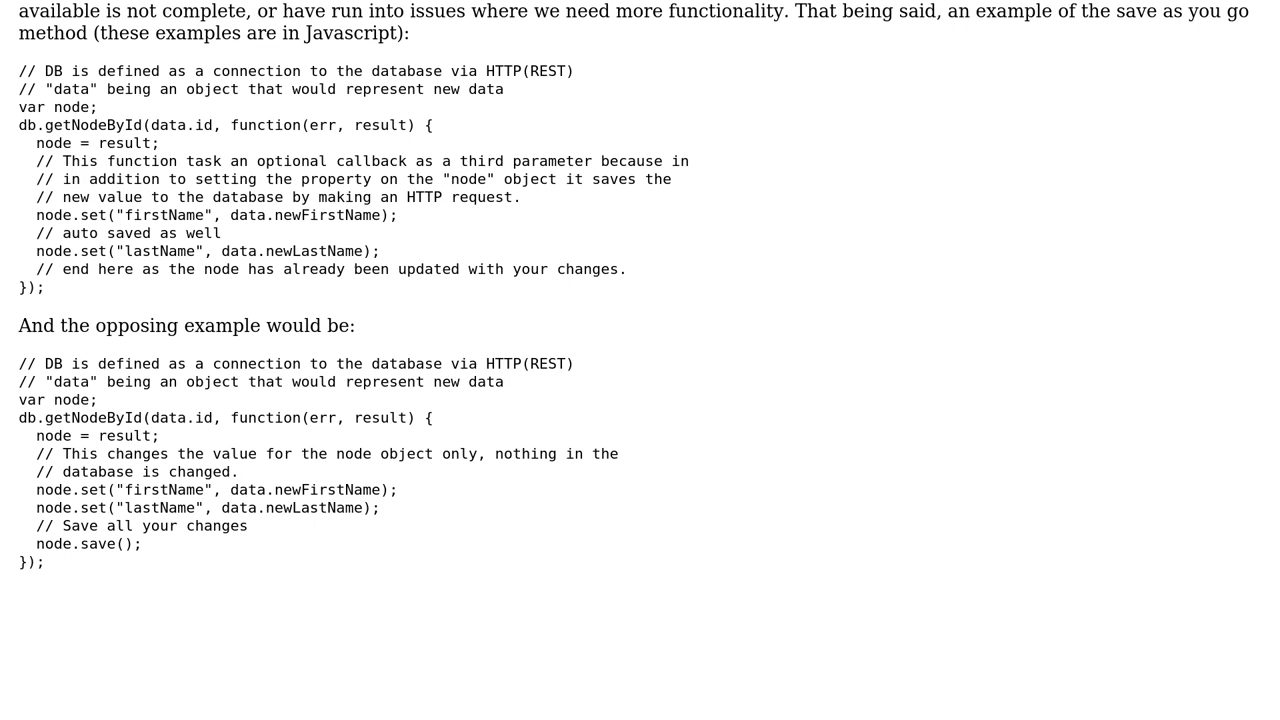 available is not complete, or have run into issues where we need more functionality. That being said, an example of the save as you go
method (these examples are in Javascript):
// DB is defined as a connection to the database via HTTP(REST)
// "data" being an object that would represent new data
var node;
db.getNodeById(data.id, function(err, result) {
  node = result;
  // This function task an optional callback as a third parameter because in
  // in addition to setting the property on the "node" object it saves the
  // new value to the database by making an HTTP request.
  node.set("firstName", data.newFirstName);
  // auto saved as well
  node.set("lastName", data.newLastName);
  // end here as the node has already been updated with your changes.
});
And the opposing example would be:
// DB is defined as a connection to the database via HTTP(REST)
// "data" being an object that would represent new data
var node;
db.getNodeById(data.id, function(err, result) {
  node = result;
  // This changes the value for the node object only, nothing in the
  // database is changed.
  node.set("firstName", data.newFirstName);
  node.set("lastName", data.newLastName);
  // Save all your changes
  node.save();
});